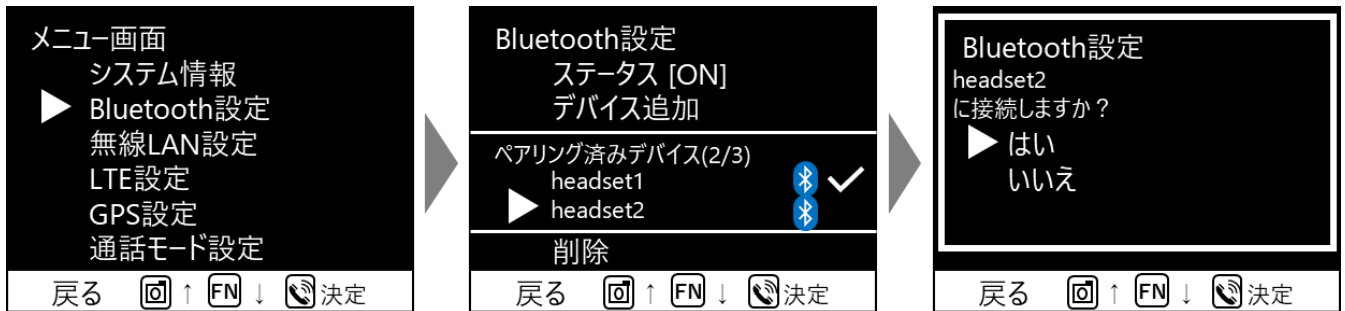 メニュー画面
システム情報
Bluetooth設定
無線LAN設定
LTE設定
GPS設定
通話モード設定
戻る ↑ FN ↓ 決定
Bluetooth設定
ステータス [ON]
デバイス追加
ペアリング済みデバイス(2/3)
headset1
headset2
削除
戻る ↑ FN ↓ 決定
Bluetooth設定
headset2
に接続しますか？
はい
いいえ
戻る ↑ FN ↓ 決定